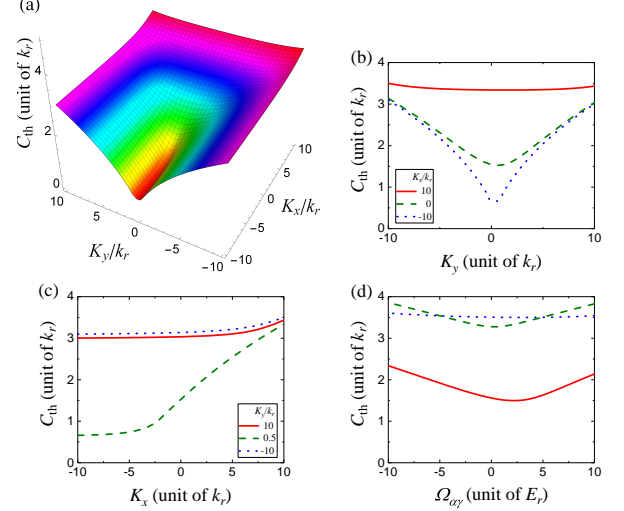 (a)
C_th (unit of k_r)
4
2
0
10
5
0
−5
−10
K_y/k_r
10
5
0
−5
−10
K_x/k_r
(b)
C_th (unit of k_r)
4
3
2
1
0
K_x/k_r
10
0
-10
-10 -5 0 5 10
K_y (unit of k_r)
(c)
C_th (unit of k_r)
4
3
2
1
0
K_y/k_r
10
0.5
-10
-10 -5 0 5 10
K_x (unit of k_r)
(d)
C_th (unit of k_r)
4
3
2
1
0
-10 -5 0 5 10
Ω_αγ (unit of E_r)